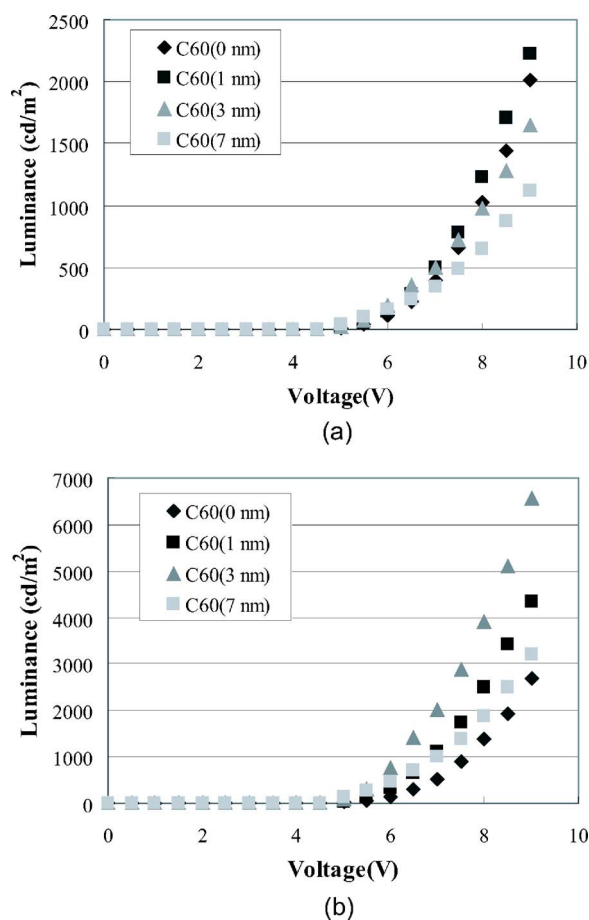 2500
2000
1500
1000
500
0
Luminance (cd/m²)
C60(0 nm)
C60(1 nm)
C60(3 nm)
C60(7 nm)
0 2 4 6 8 10
Voltage(V)
(a)
7000
6000
5000
4000
3000
2000
1000
0
Luminance (cd/m²)
C60(0 nm)
C60(1 nm)
C60(3 nm)
C60(7 nm)
0 2 4 6 8 10
Voltage(V)
(b)